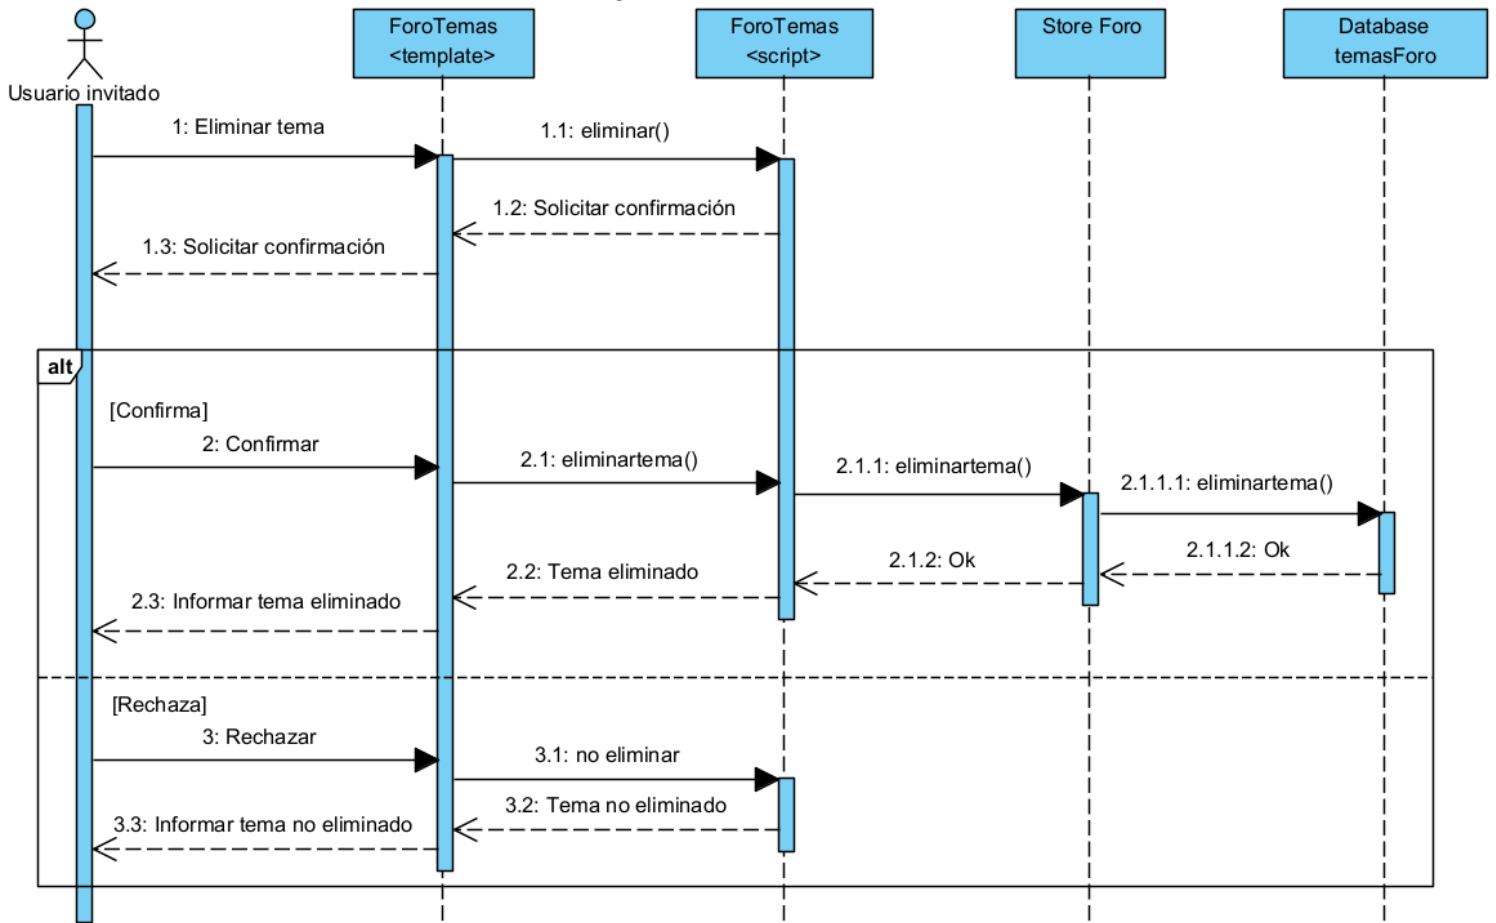 ForoTemas
<template>
ForoTemas
<script>
Store Foro
Database
temasForo
Usuario invitado
1: Eliminar tema
1.1: eliminar()
1.2: Solicitar confirmación
1.3: Solicitar confirmación
alt
[Confirma]
2: Confirmar
2.1: eliminartema()
2.1.1: eliminartema()
2.1.1.1: eliminartema()
2.1.1.2: Ok
2.1.2: Ok
2.2: Tema eliminado
2.3: Informar tema eliminado
[Rechaza]
3: Rechazar
3.1: no eliminar
3.2: Tema no eliminado
3.3: Informar tema no eliminado